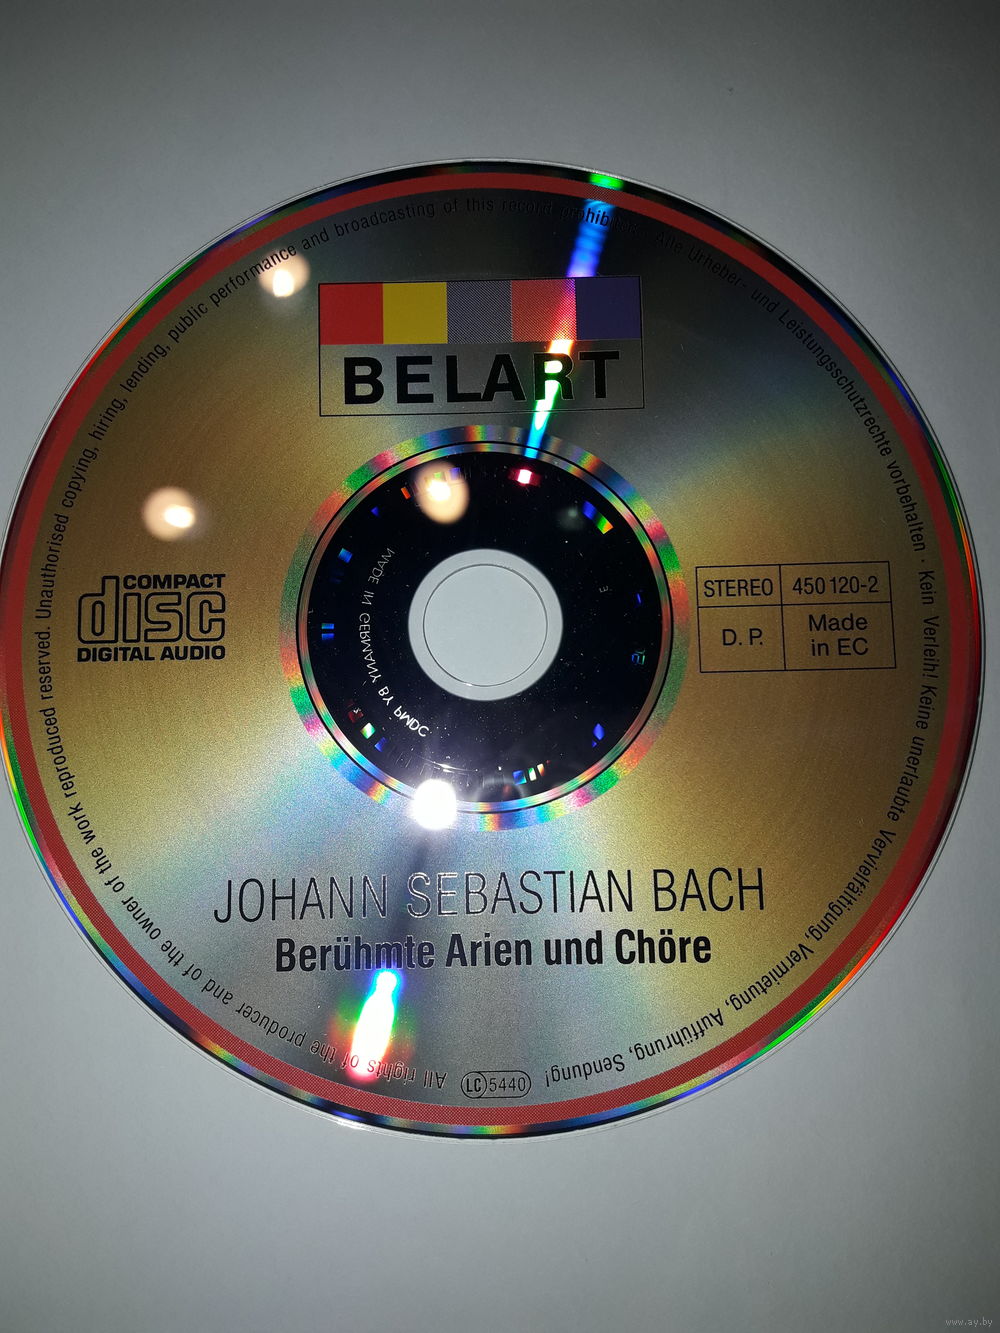 All rights of the producer and of the owner of the work reproduced reserved. Unauthorised copying, hiring, lending, public performance and broadcasting of this record prohibited. Alle Urheber- und Leistungsschutzrechte vorbehalten · Kein Verleih! Keine unerlaubte Vervielfältigung, Vermietung, Aufführung, Sendung!
BELART
COMPACT
disc
DIGITAL AUDIO
STEREO 450 120-2
D. P. Made
in EC
MADE IN GERMANY BY PMDC
JOHANN SEBASTIAN BACH
Berühmte Arien und Chöre
LC 5440
www.ay.by